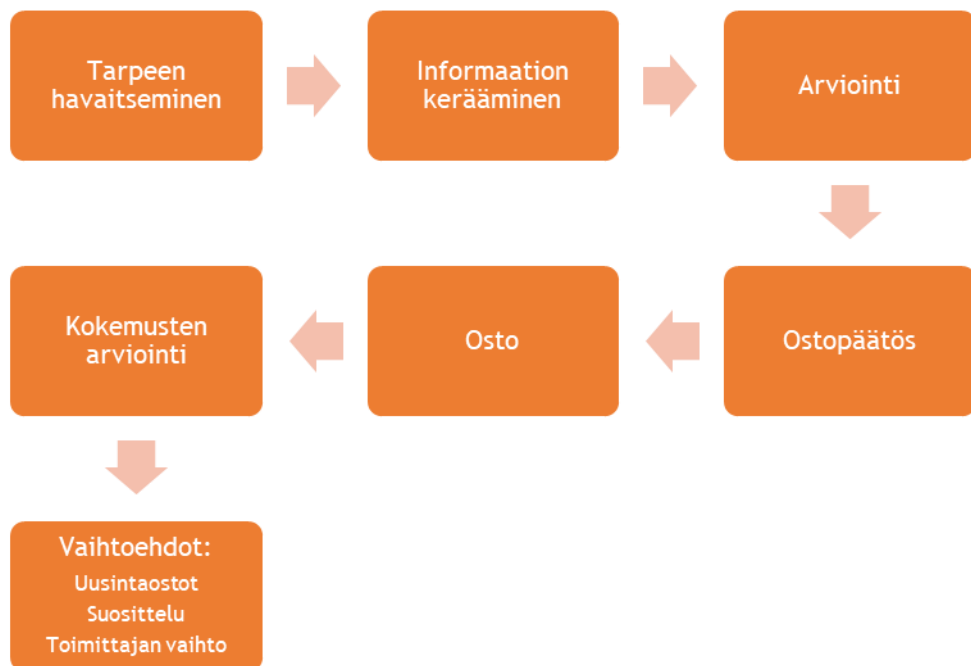 Tarpeen
havaitseminen
Informaation
kerääminen
Arviointi
Ostopäätös
Osto
Kokemusten
arviointi
Vaihtoehdot:
Uusintaostot
Suosittelu
Toimittajan vaihto